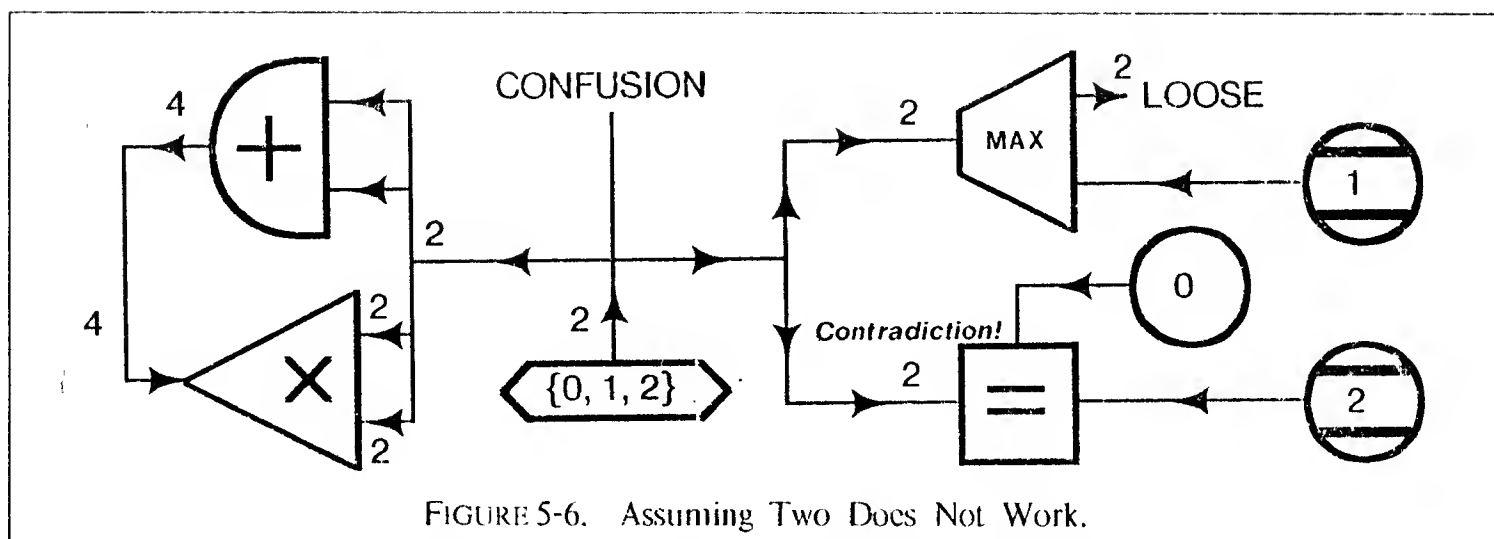 4
+
CONFUSION
2
MAX
2
LOOSE
1
2
4
2
×
2
2
{0, 1, 2}
Contradiction!
2
=
0
2
FIGURE 5-6. Assuming Two Does Not Work.